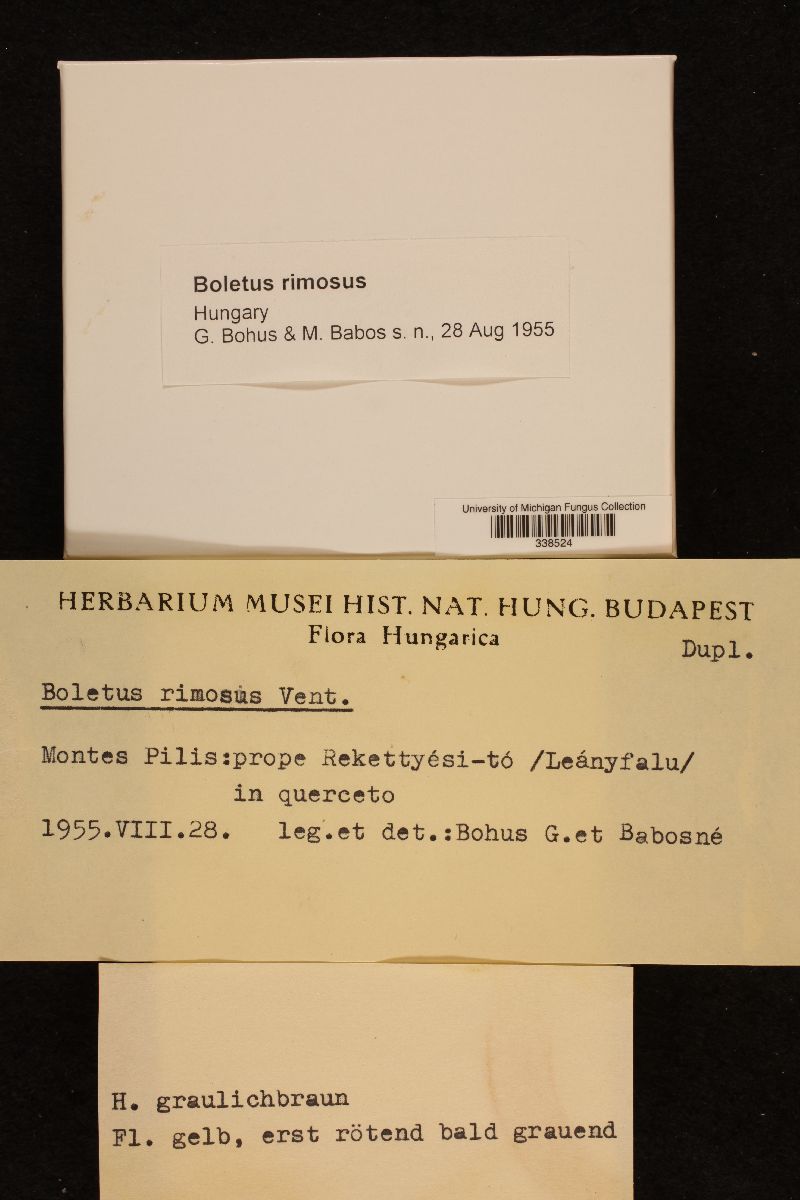 Boletus rimosus
Hungary
G. Bohus & M. Babos s. n., 28 Aug 1955
University of Michigan Fungus Collection
338524
HERBARIUM MUSEI HIST. NAT. HUNG. BUDAPEST
Flora Hungarica
Dupl.
Boletus rimosus Vent.
Montes Pilis:prope Rekettyési-tó /Leányfalu/
in querceto
1955.VIII.28. leg.et det.:Bohus G.et Babosné
H. graulichbraun
Fl. gelb, erst rötend bald grauend